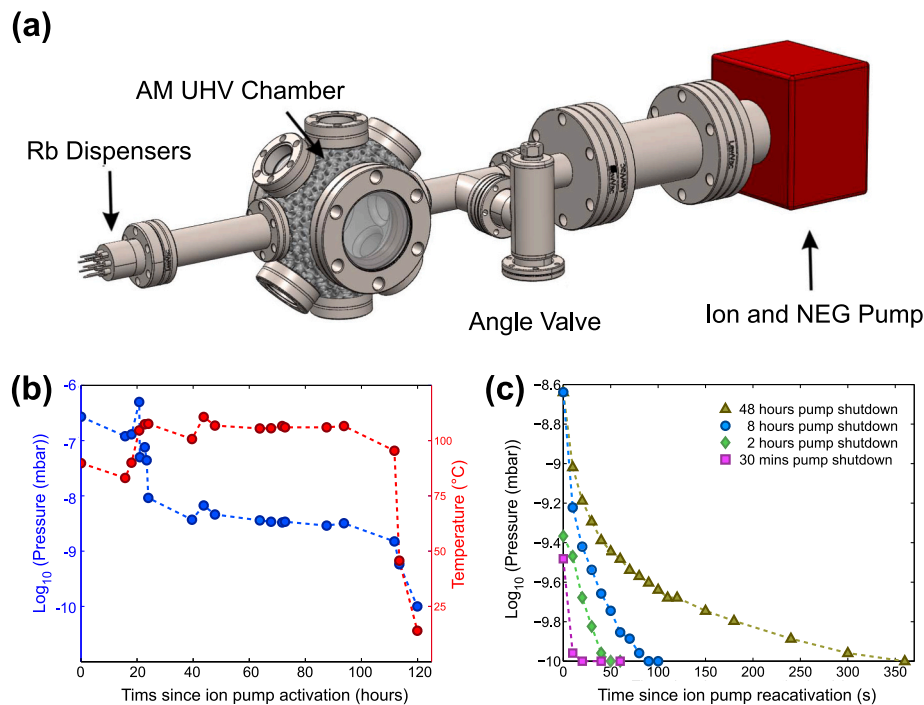 (a)
AM UHV Chamber
Rb Dispensers
Angle Valve
Ion and NEG Pump
(b)
-6
-7
-8
-9
-10
Log10 (Pressure (mbar))
100
75
50
25
Temperature (°C)
0 20 40 60 80 100 120
Tims since ion pump activation (hours)
(c)
-8.6
-8.8
-9
-9.2
-9.4
-9.6
-9.8
-10
Log10 (Pressure (mbar))
48 hours pump shutdown
8 hours pump shutdown
2 hours pump shutdown
30 mins pump shutdown
0 50 100 150 200 250 300 350
Time since ion pump reacativation (s)